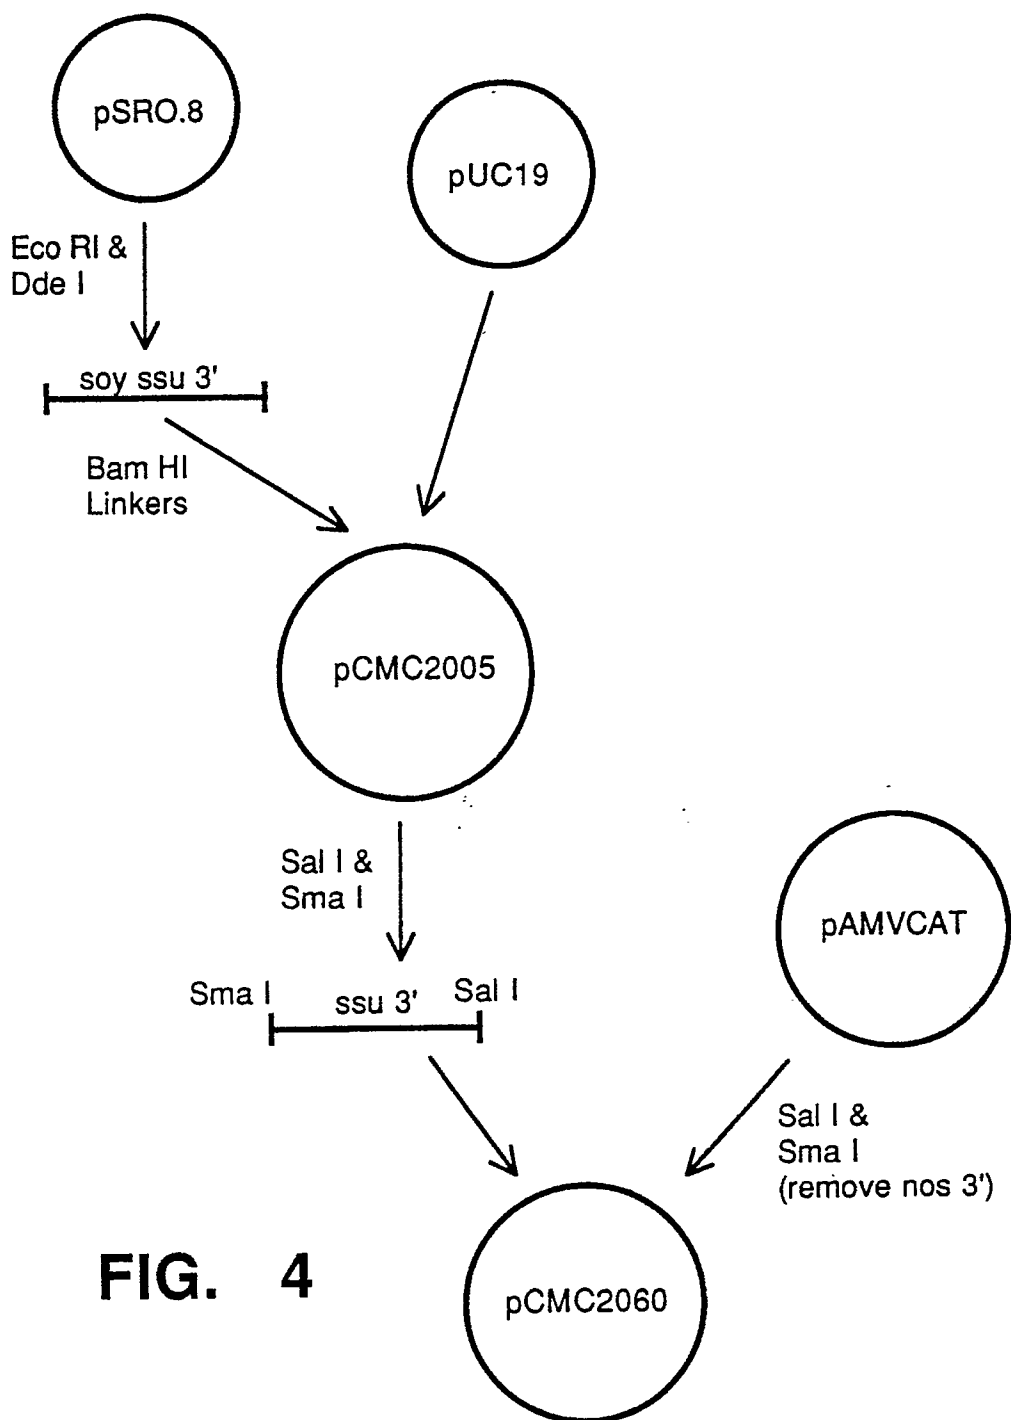 pSRO.8
pUC19
Eco RI &
Dde I
soy ssu 3'
Bam HI
Linkers
pCMC2005
Sal I &
Sma I
pAMVCAT
Sma I
ssu 3'
Sal I
Sal I &
Sma I
(remove nos 3')
pCMC2060
FIG. 4